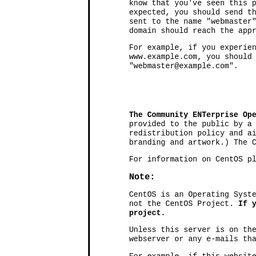 know that you've seen this p
expected, you should send th
sent to the name "webmaster"
domain should reach the appr
For example, if you experien
www.example.com, you should
"webmaster@example.com".
The Community ENTerprise Ope
provided to the public by a
redistribution policy and ai
branding and artwork.) The C
For information on CentOS pl
Note:
CentOS is an Operating Syste
not the CentOS Project. If y
project.
Unless this server is on the
webserver or any e-mails tha
For example, if this website